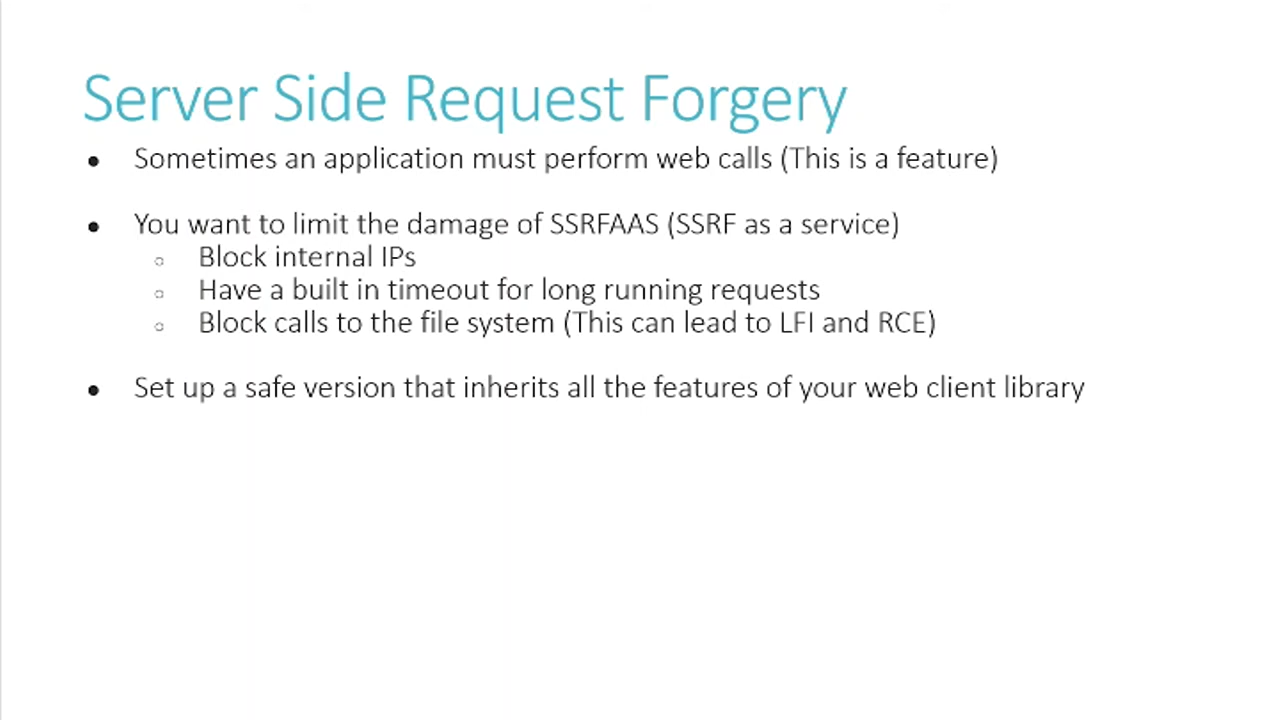 Server Side Request Forgery
● Sometimes an application must perform web calls (This is a feature)
● You want to limit the damage of SSRFAAS (SSRF as a service)
○ Block internal IPs
○ Have a built in timeout for long running requests
○ Block calls to the file system (This can lead to LFI and RCE)
● Set up a safe version that inherits all the features of your web client library